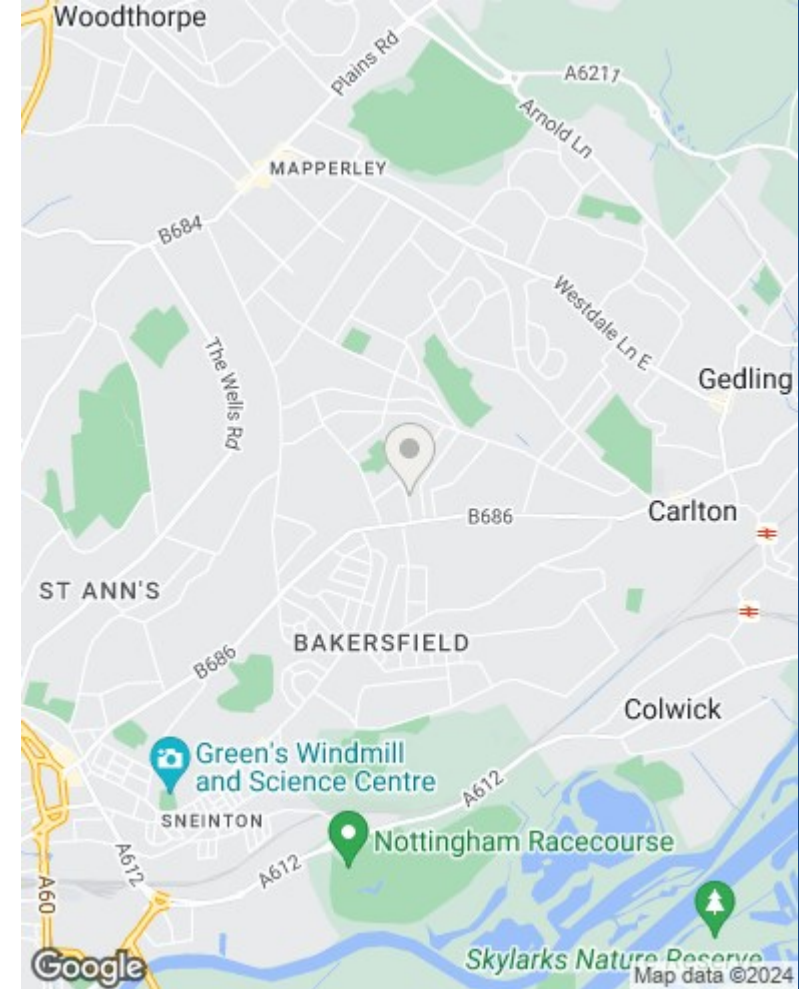 Woodthorpe
Plains Rd
A6211
Arnold Ln
MAPPERLEY
B684
Westdale Ln E
The Wells Rd
Gedling
B686
Carlton
ST ANN'S
BAKERSFIELD
B686
Colwick
Green's Windmill
and Science Centre
A612
SNEINTON
Nottingham Racecourse
A612
A612
A60
Skylarks Nature Reserve
Google
Map data ©2024